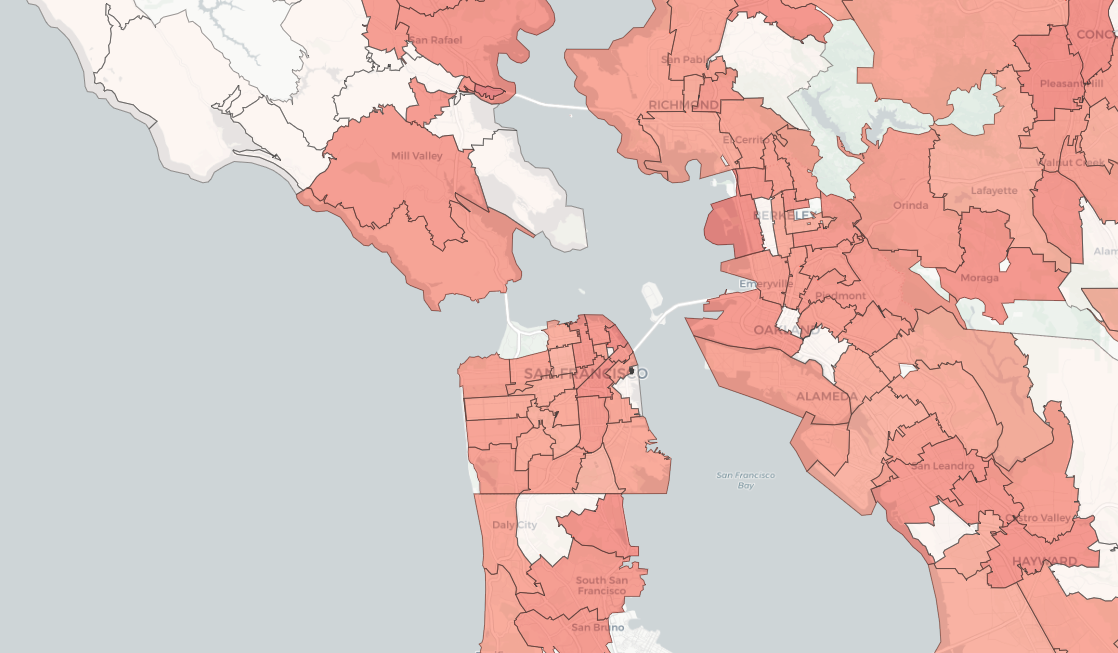 San Rafael
CONC
San Pabl
Pleasant Hill
RICHMOND
El Cerrito
Mill Valley
Walnut Creek
Lafayette
Orinda
BERKELEY
Alam
Moraga
Emeryville
Piedmont
OAKLAND
SAN FRANCISCO
ALAMEDA
San Leandro
San Francisco
Bay
Castro Valley
Daly City
HAYWARD
South San
Francisco
San Bruno